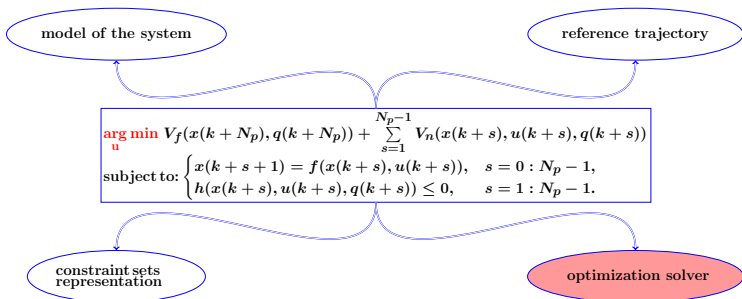 model of the system
reference trajectory
arg min V_f(x(k + N_p), q(k + N_p)) + ∑_{s=1}^{N_p−1} V_n(x(k + s), u(k + s), q(k + s))
u
subject to: { x(k + s + 1) = f(x(k + s), u(k + s)), s = 0 : N_p − 1,
h(x(k + s), u(k + s), q(k + s)) ≤ 0, s = 1 : N_p − 1.
constraint sets
representation
optimization solver